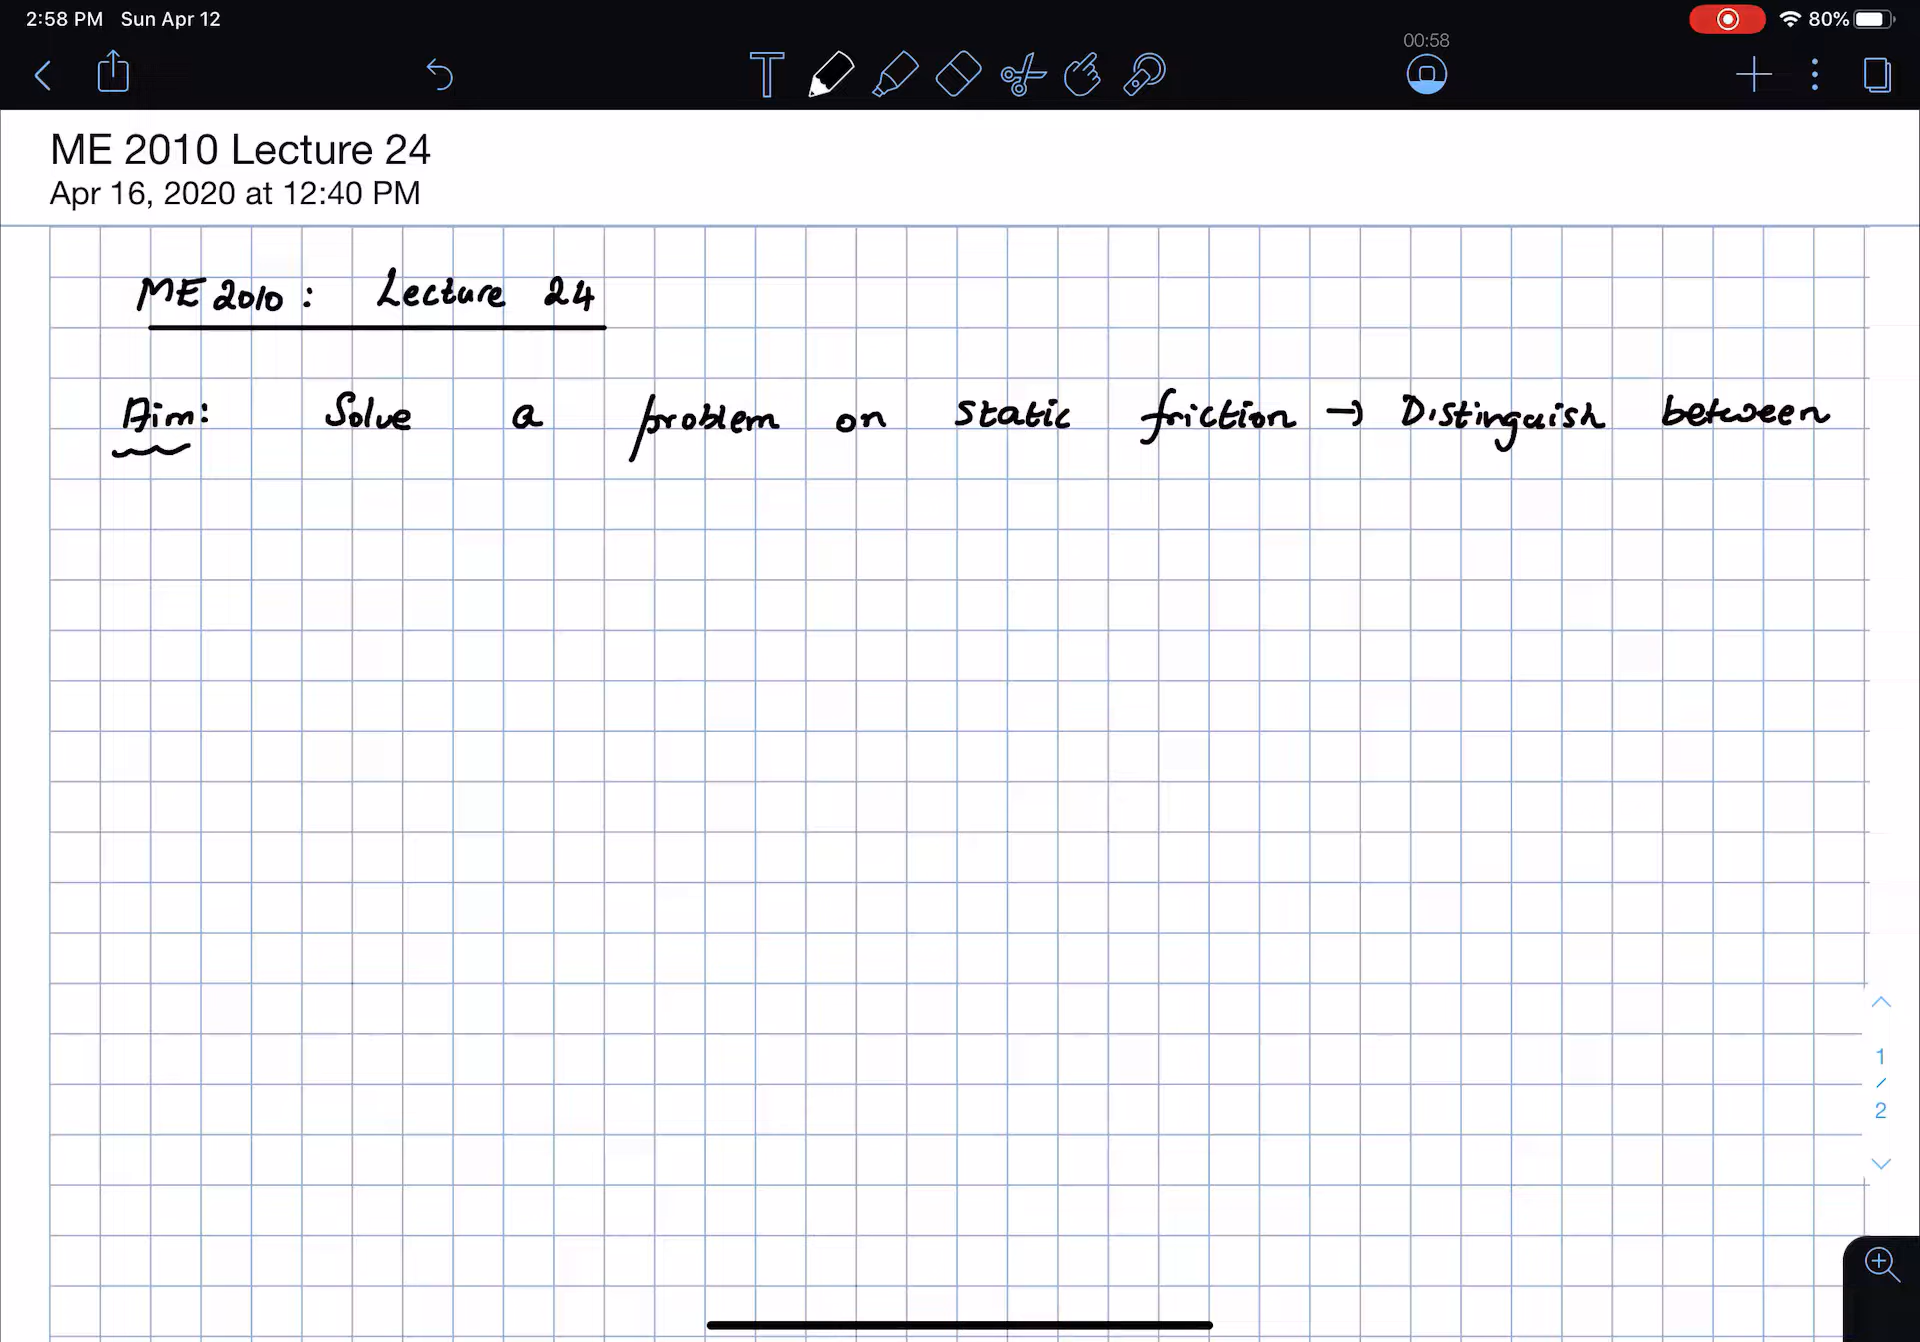 2:58 PM Sun Apr 12
80%
00:58
T
ME 2010 Lecture 24
Apr 16, 2020 at 12:40 PM
ME 2010 : Lecture 24
Aim: Solve a problem on static friction → Distinguish between
1
/
2